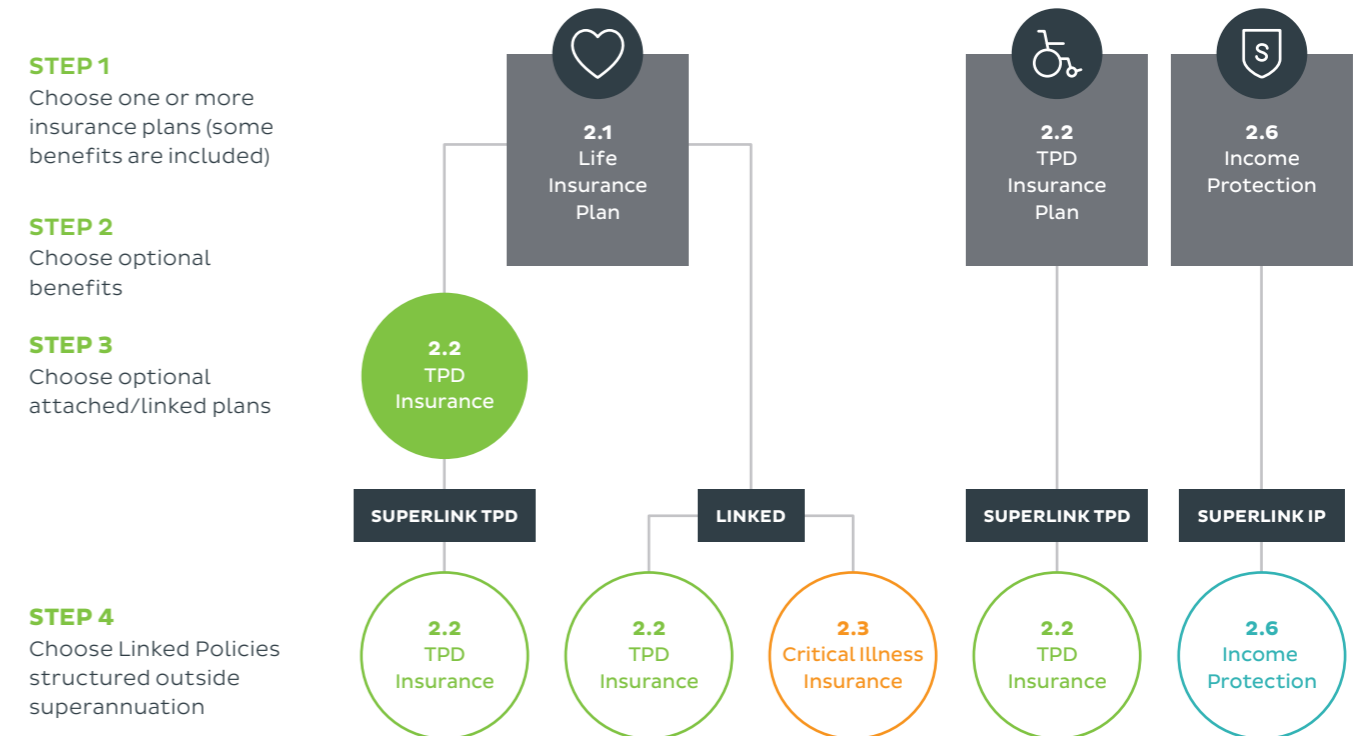 STEP 1
Choose one or more
insurance plans (some
benefits are included)
STEP 2
Choose optional
benefits
STEP 3
Choose optional
attached/linked plans
STEP 4
Choose Linked Policies
structured outside
superannuation
2.1
Life
Insurance
Plan
2.2
TPD
Insurance
Plan
S
2.6
Income
Protection
2.2
TPD
Insurance
SUPERLINK TPD
LINKED
SUPERLINK TPD
SUPERLINK IP
2.2
TPD
Insurance
2.2
TPD
Insurance
2.3
Critical Illness
Insurance
2.2
TPD
Insurance
2.6
Income
Protection